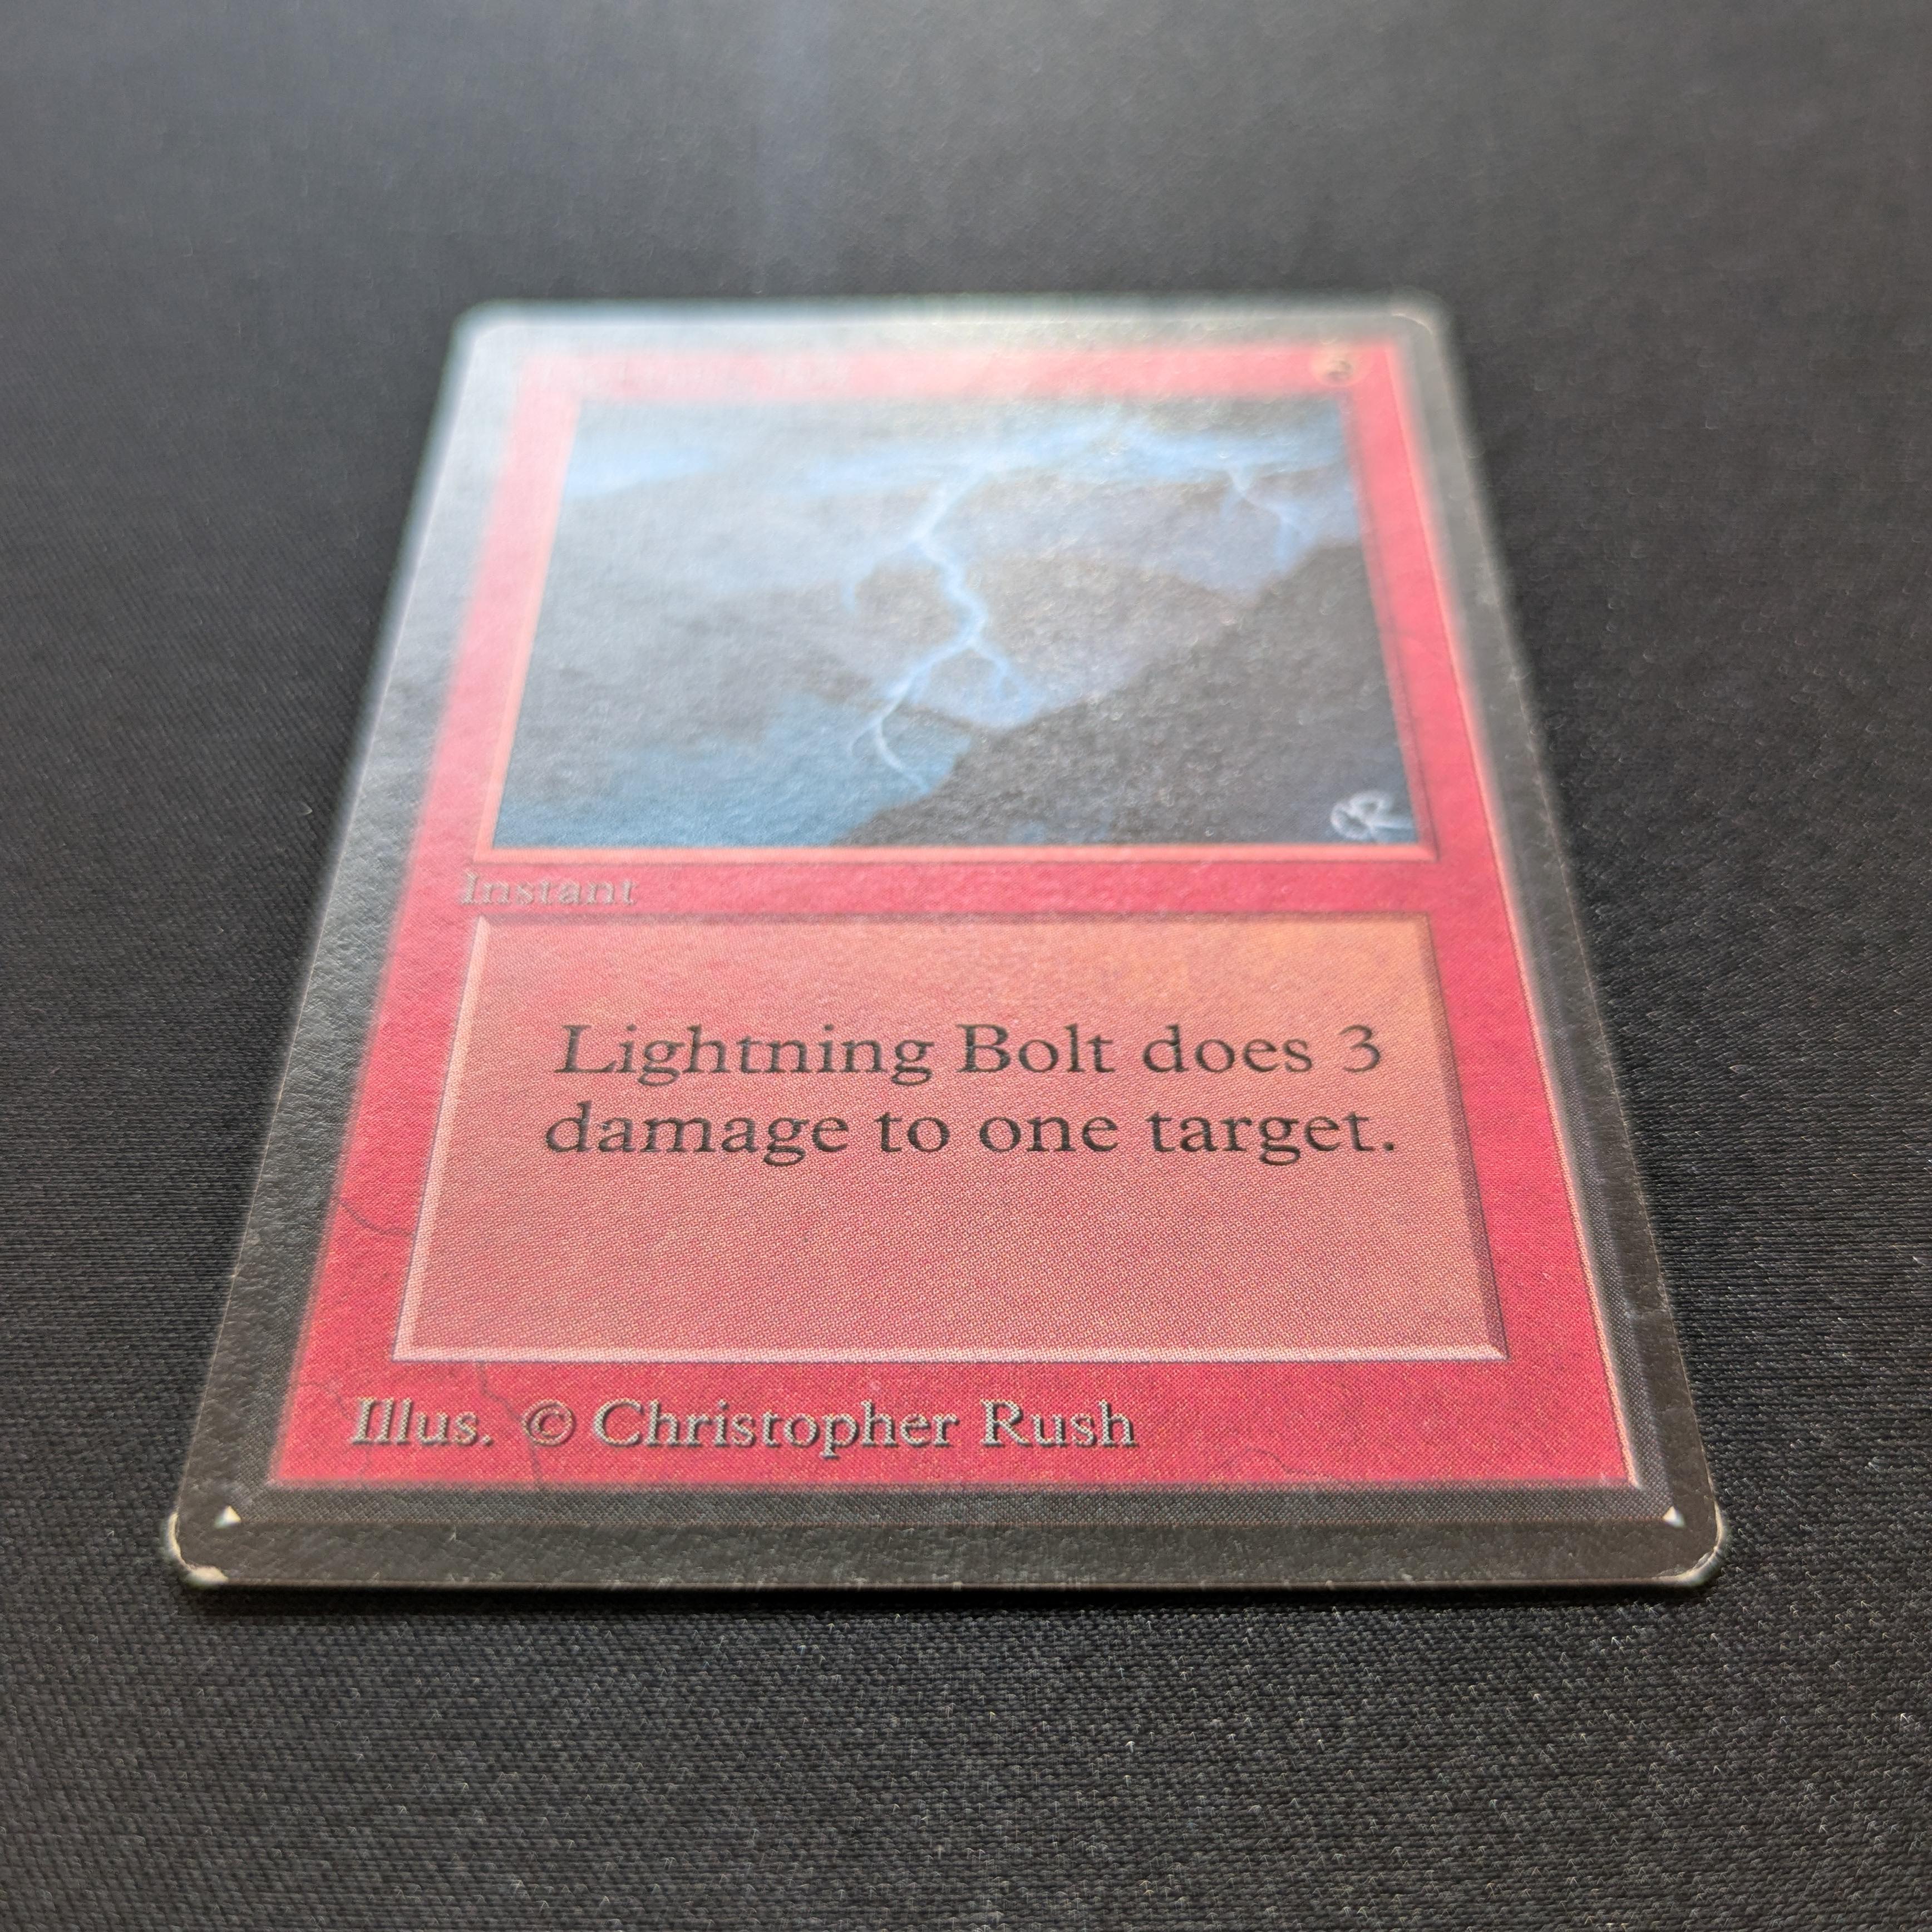 Instant
Lightning Bolt does 3
damage to one target.
Illus. © Christopher Rush